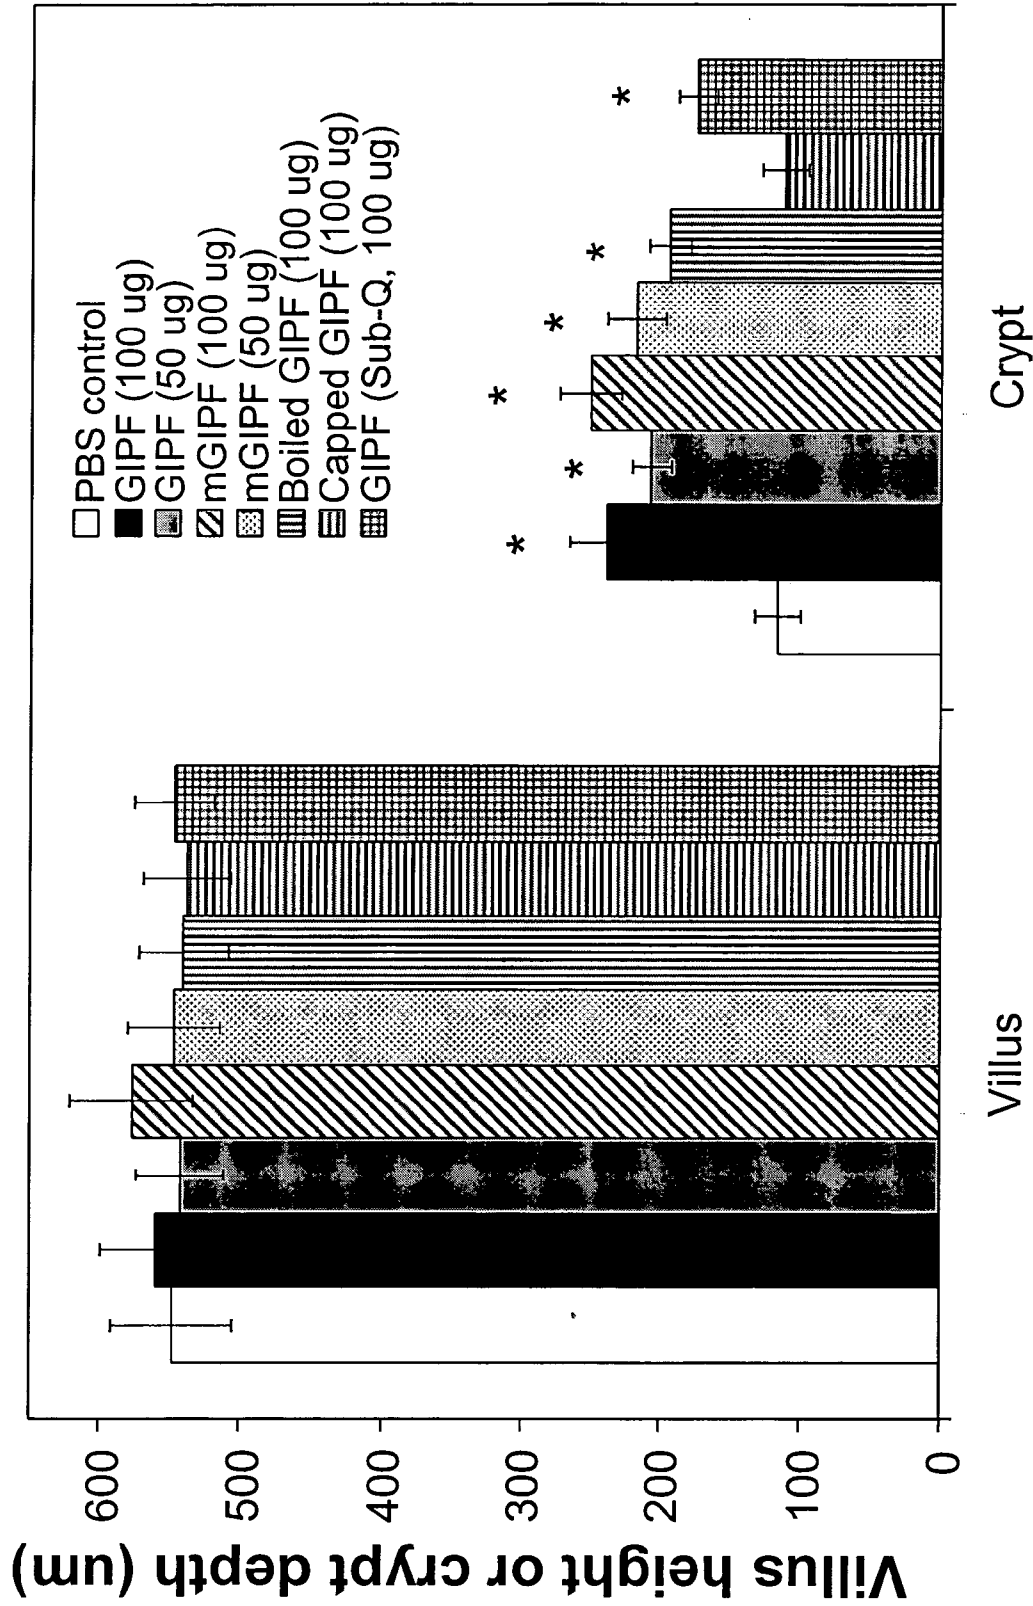 Villus height or crypt depth (um)
600
500
400
300
200
100
0
PBS control
GIPF (100 ug)
GIPF (50 ug)
mGIPF (100 ug)
mGIPF (50 ug)
Boiled GIPF (100 ug)
Capped GIPF (100 ug)
GIPF (Sub-Q, 100 ug)
*
*
*
*
*
*
Villus
Crypt